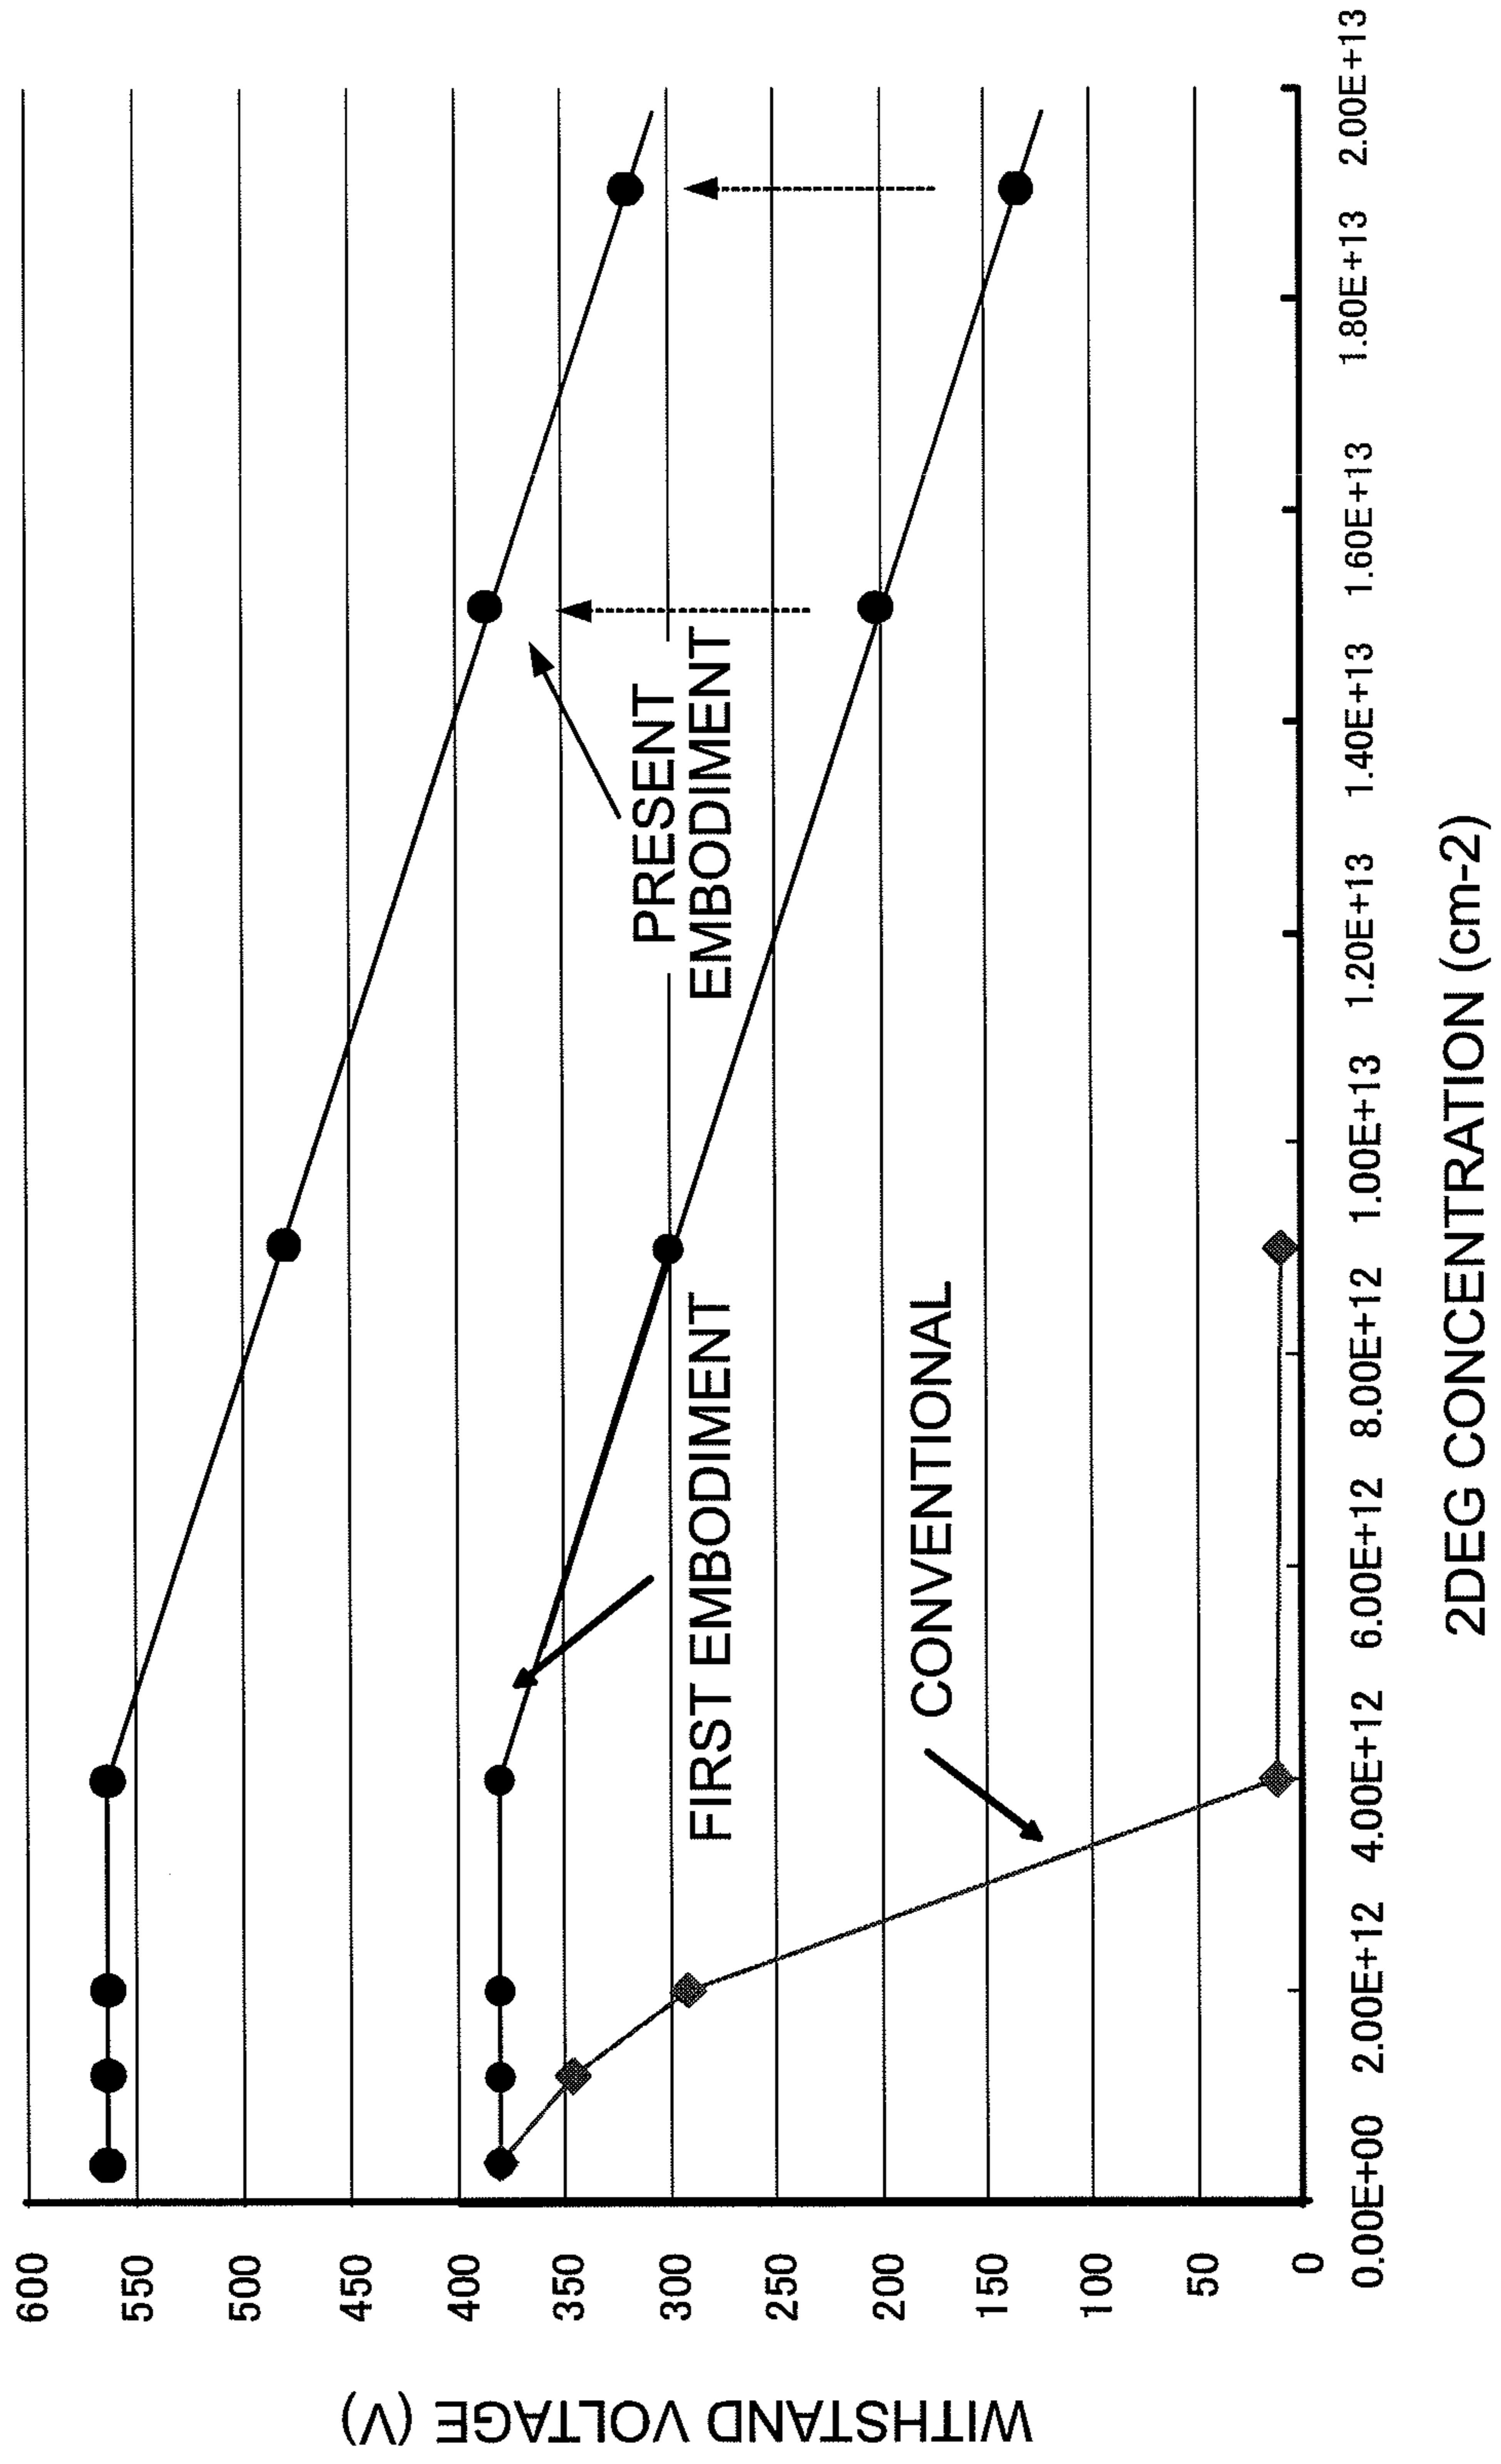 WITHSTAND VOLTAGE (V)
600
550
500
450
400
350
300
250
200
150
100
50
0
PRESENT
EMBODIMENT
FIRST EMBODIMENT
CONVENTIONAL
0.00E+00 2.00E+12 4.00E+12 6.00E+12 8.00E+12 1.00E+13 1.20E+13 1.40E+13 1.60E+13 1.80E+13 2.00E+13
2DEG CONCENTRATION (cm-2)